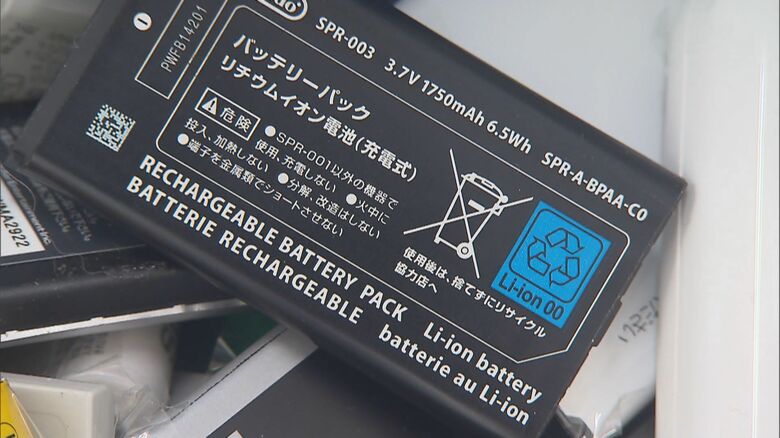 SPR-003 3.7V 1750mAh 6.5Wh SPR-A-BPAA-C0
PWFB14201
バッテリーパック
リチウムイオン電池(充電式)
危険
●SPR-001以外の機器で
使用、充電しない ●火中に
投入、加熱しない ●分解、改造はしない
●端子を金属類でショートさせない
使用後は、捨てずにリサイクル
協力店へ
Li-ion 00
RECHARGEABLE BATTERY PACK Li-ion battery
BATTERIE RECHARGEABLE batterie au Li-ion
MA2922